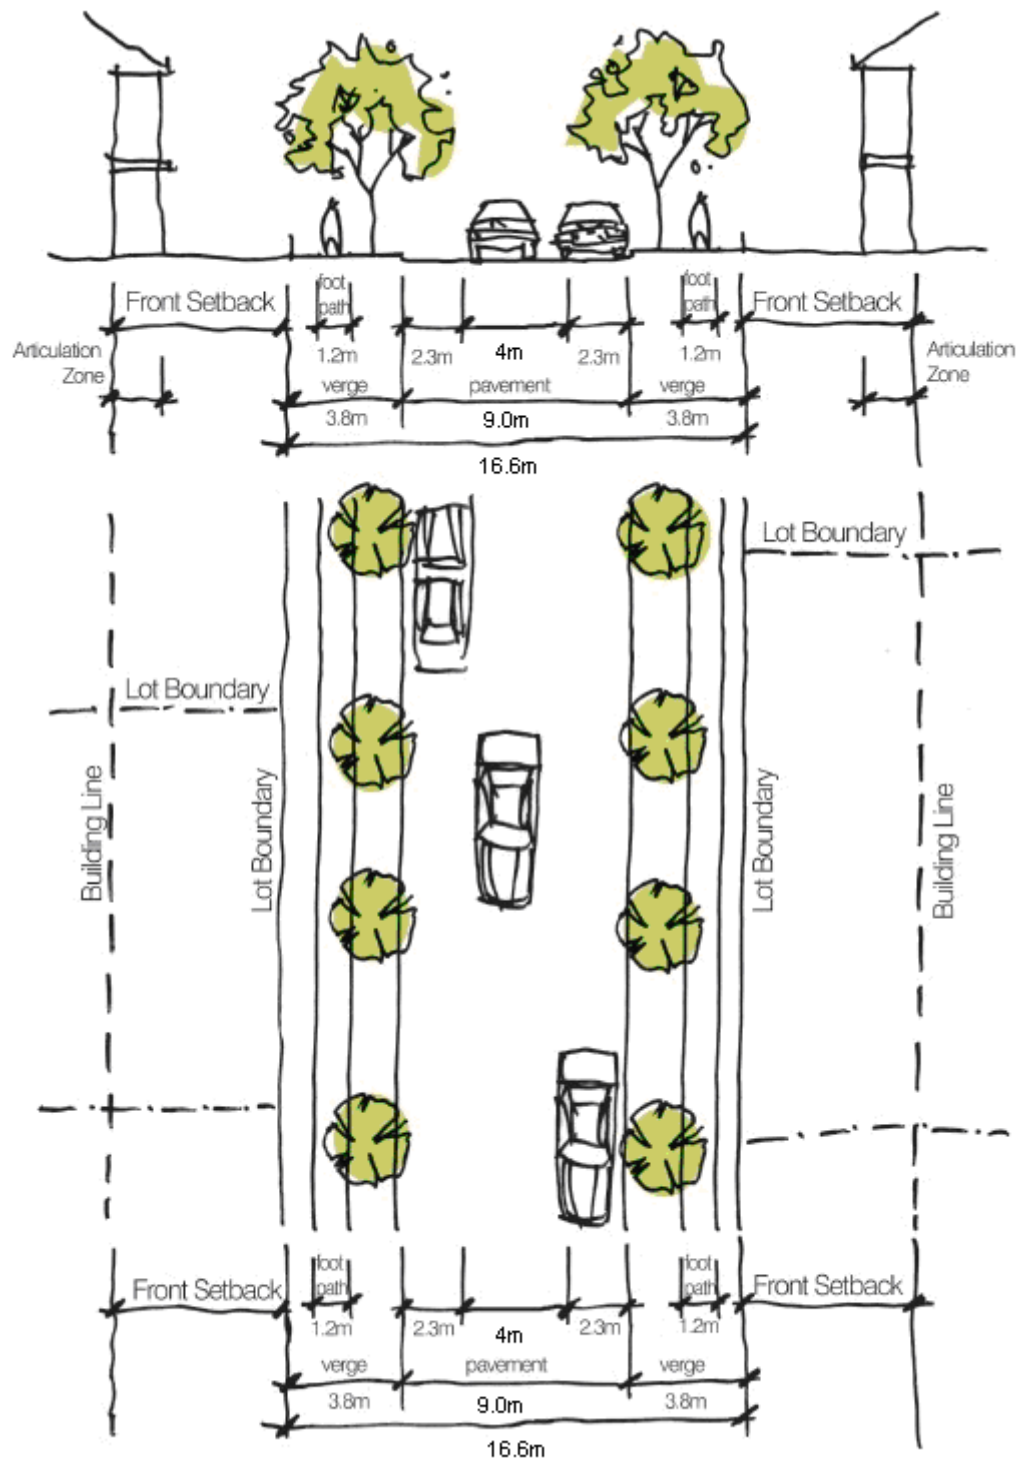 Front Setback
foot
path
foot
path
Front Setback
Articulation
Zone
1.2m
2.3m
4m
2.3m
1.2m
Articulation
Zone
verge
pavement
verge
3.8m
9.0m
3.8m
16.6m
Lot Boundary
Lot Boundary
Building Line
Lot Boundary
Lot Boundary
Building Line
Front Setback
foot
path
foot
path
Front Setback
1.2m
2.3m
4m
2.3m
1.2m
verge
pavement
verge
3.8m
9.0m
3.8m
16.6m